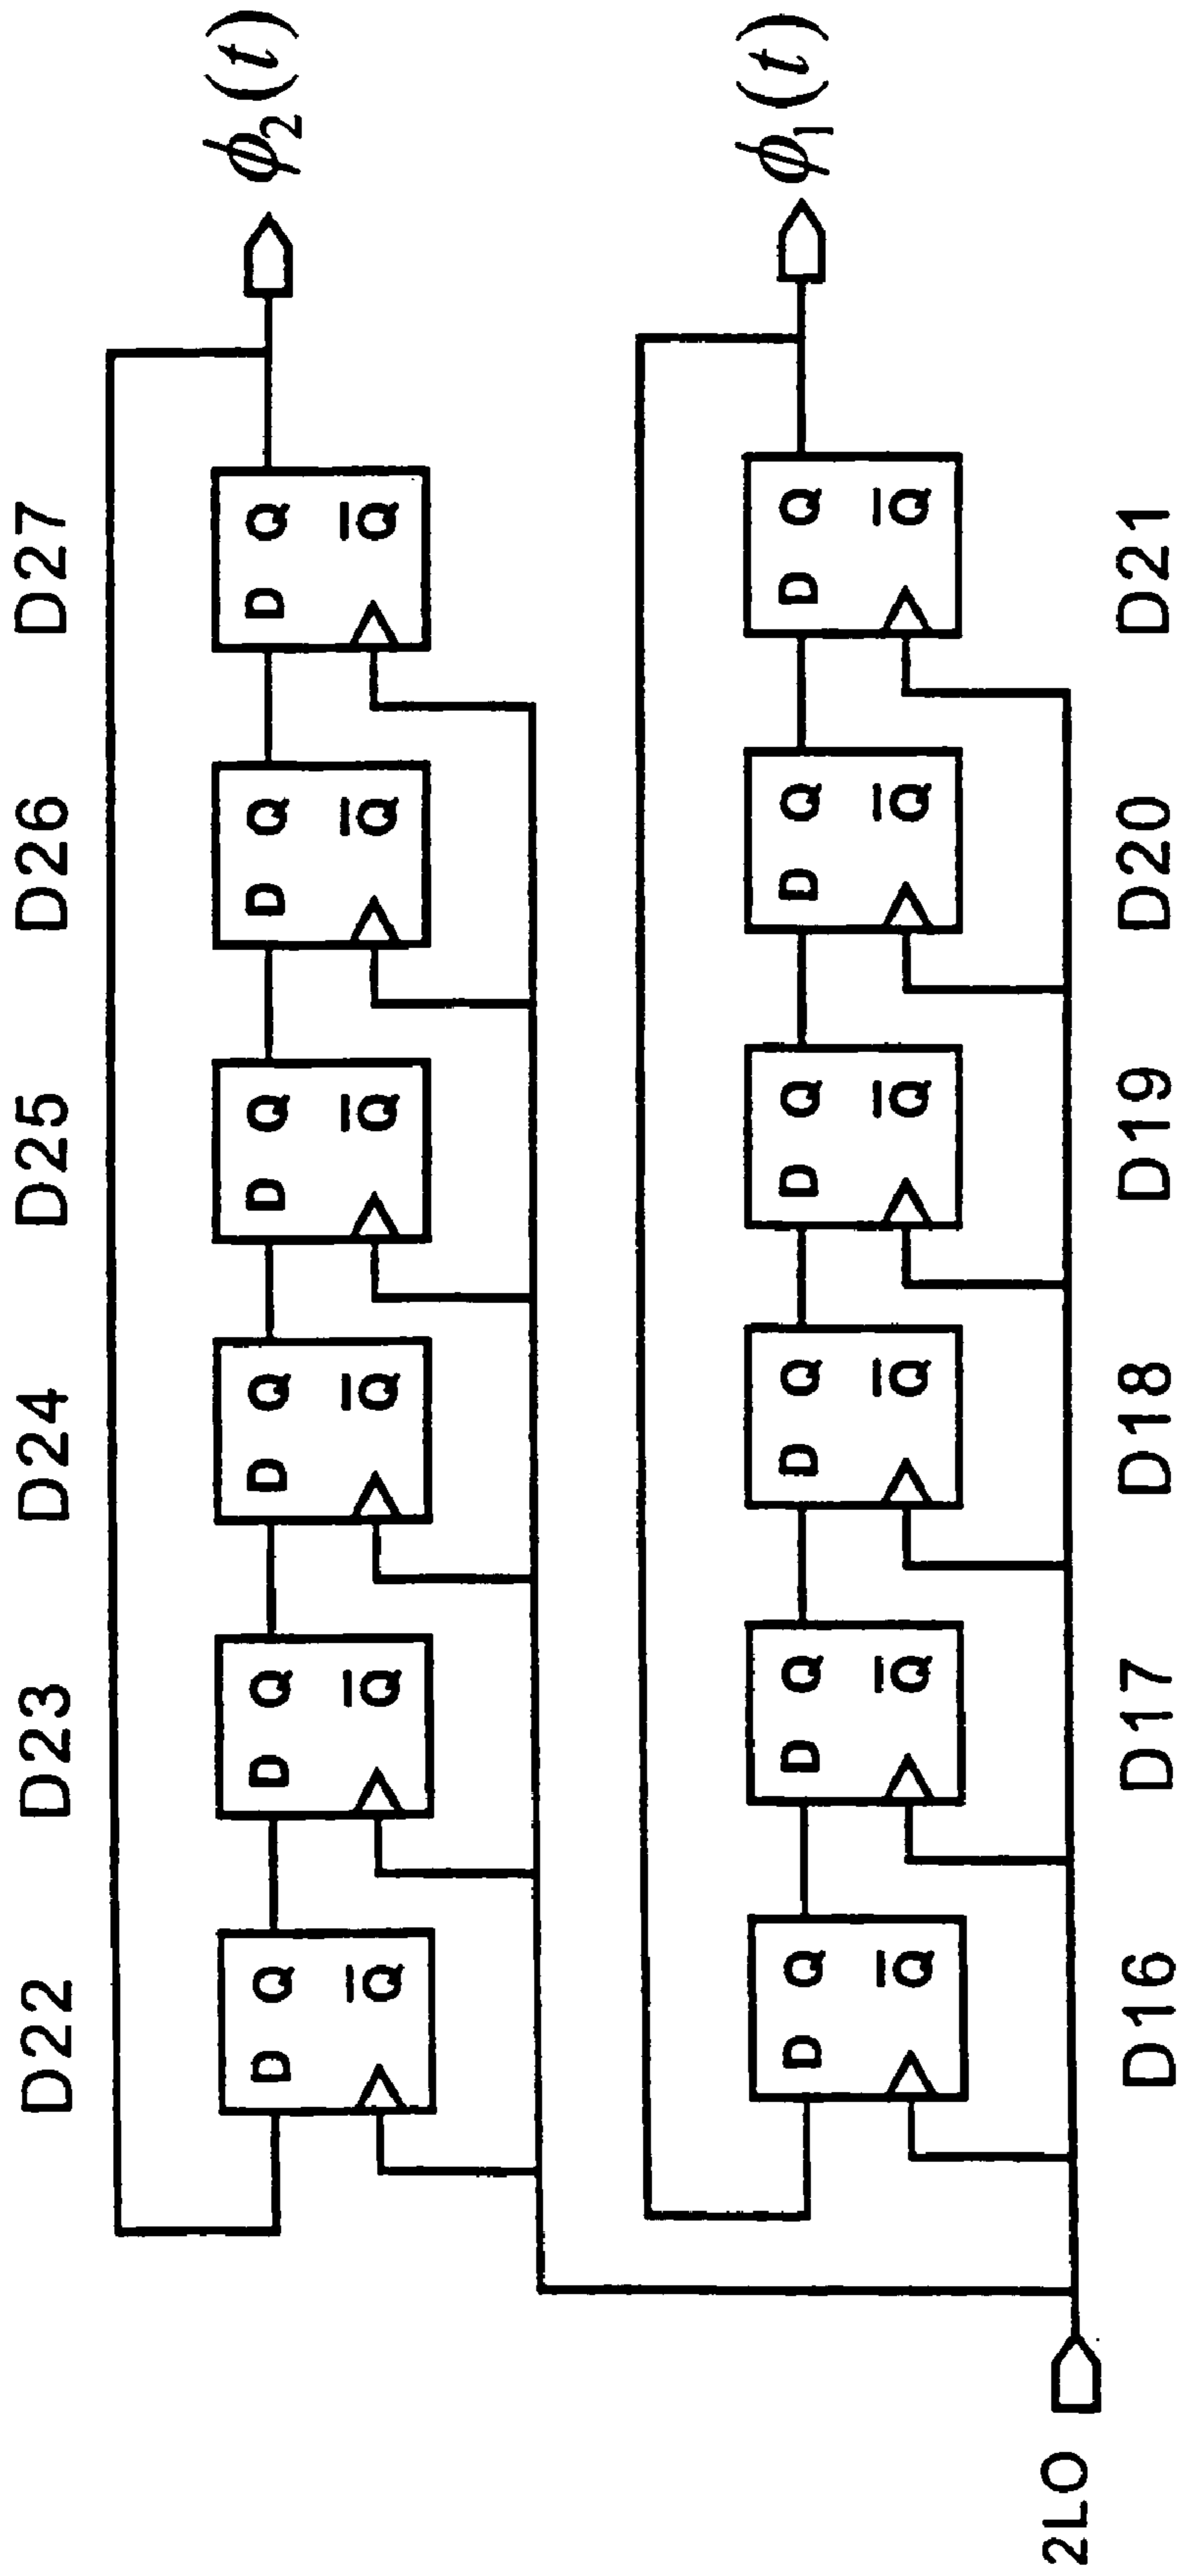 D22 D23 D24 D25 D26 D27
D Q D Q D Q D Q D Q D Q
Q̅ Q̅ Q̅ Q̅ Q̅ Q̅
ϕ₂(t)
D Q D Q D Q D Q D Q D Q
Q̅ Q̅ Q̅ Q̅ Q̅ Q̅
ϕ₁(t)
2LO
D16 D17 D18 D19 D20 D21